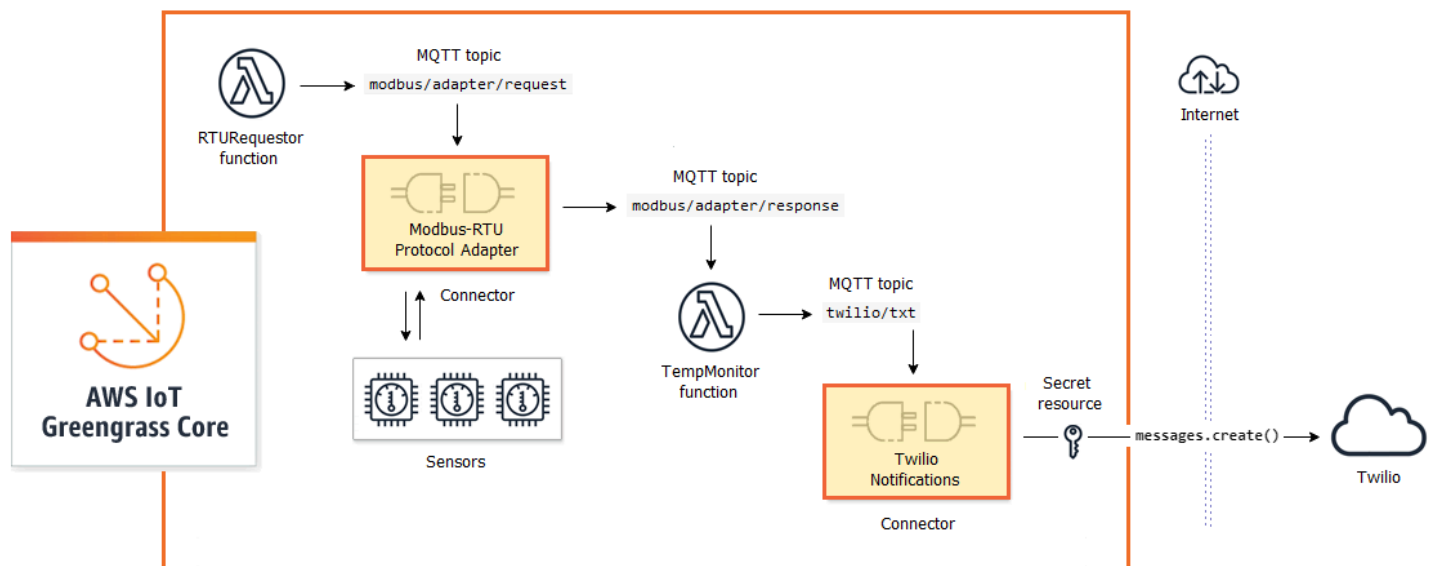 MQTT topic
modbus/adapter/request
RTURequestor
function
Internet
MQTT topic
modbus/adapter/response
Modbus-RTU
Protocol Adapter
Connector
MQTT topic
twilio/txt
AWS IoT
Greengrass Core
TempMonitor
function
Sensors
Secret
resource
messages.create()
Twilio
Notifications
Twilio
Connector